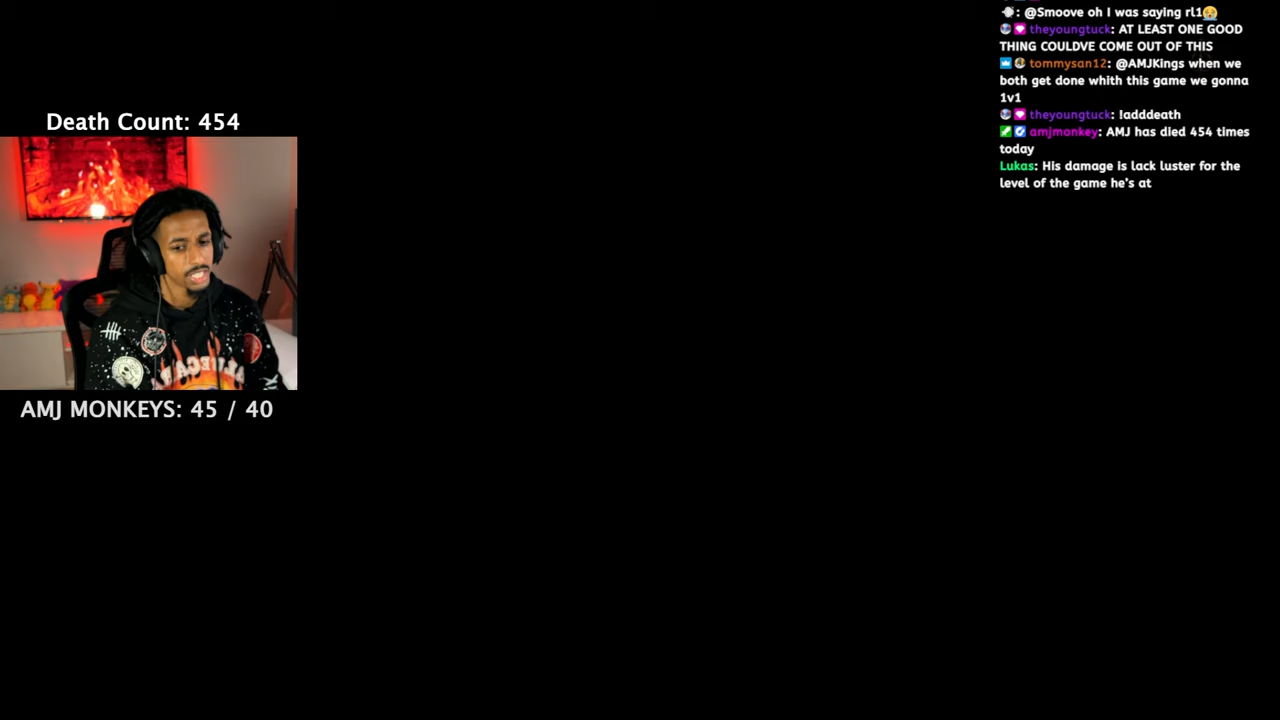 : @Smoove oh I was saying rl1😭
theyoungtuck: AT LEAST ONE GOOD
THING COULDVE COME OUT OF THIS
tommysan12: @AMJKings when we
both get done whith this game we gonna
1v1
theyoungtuck: !adddeath
amjmonkey: AMJ has died 454 times
today
Lukas: His damage is lack luster for the
level of the game he's at
Death Count: 454
AMJ MONKEYS: 45 / 40